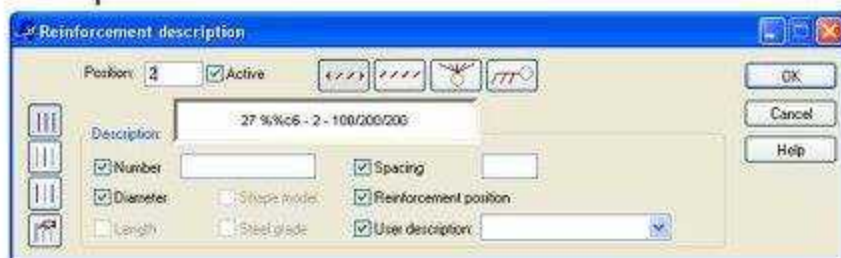 Reinforcement description
Position: 2 Active OK
27 %%c6 - 2 - 100/200/200 Cancel
Description: Help
Number Spacing
Diameter Shape model Reinforcement position
Length Steel grade User description: